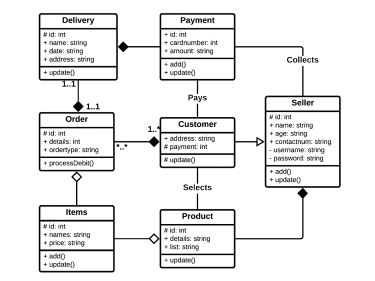 Delivery
# id: int
+ name: string
+ date: string
+ address: string
+ update()
Payment
+ id: int
+ cardnumber: int
+ amount: string
+ add()
+ update()
Collects
1..1
1..1
Pays
Order
# id: int
+ details: int
+ ordertype: string
+ processDebit()
*..*
1..*
Customer
+ address: string
# payment: int
# update()
Seller
# id: int
+ name: string
+ age: string
+ contactnum: string
- username: string
- password: string
+ add()
+ update()
Selects
Items
# id: int
+ names: string
+ price: string
+ add()
+ update()
Product
# id: int
+ details: string
+ list: string
+ update()